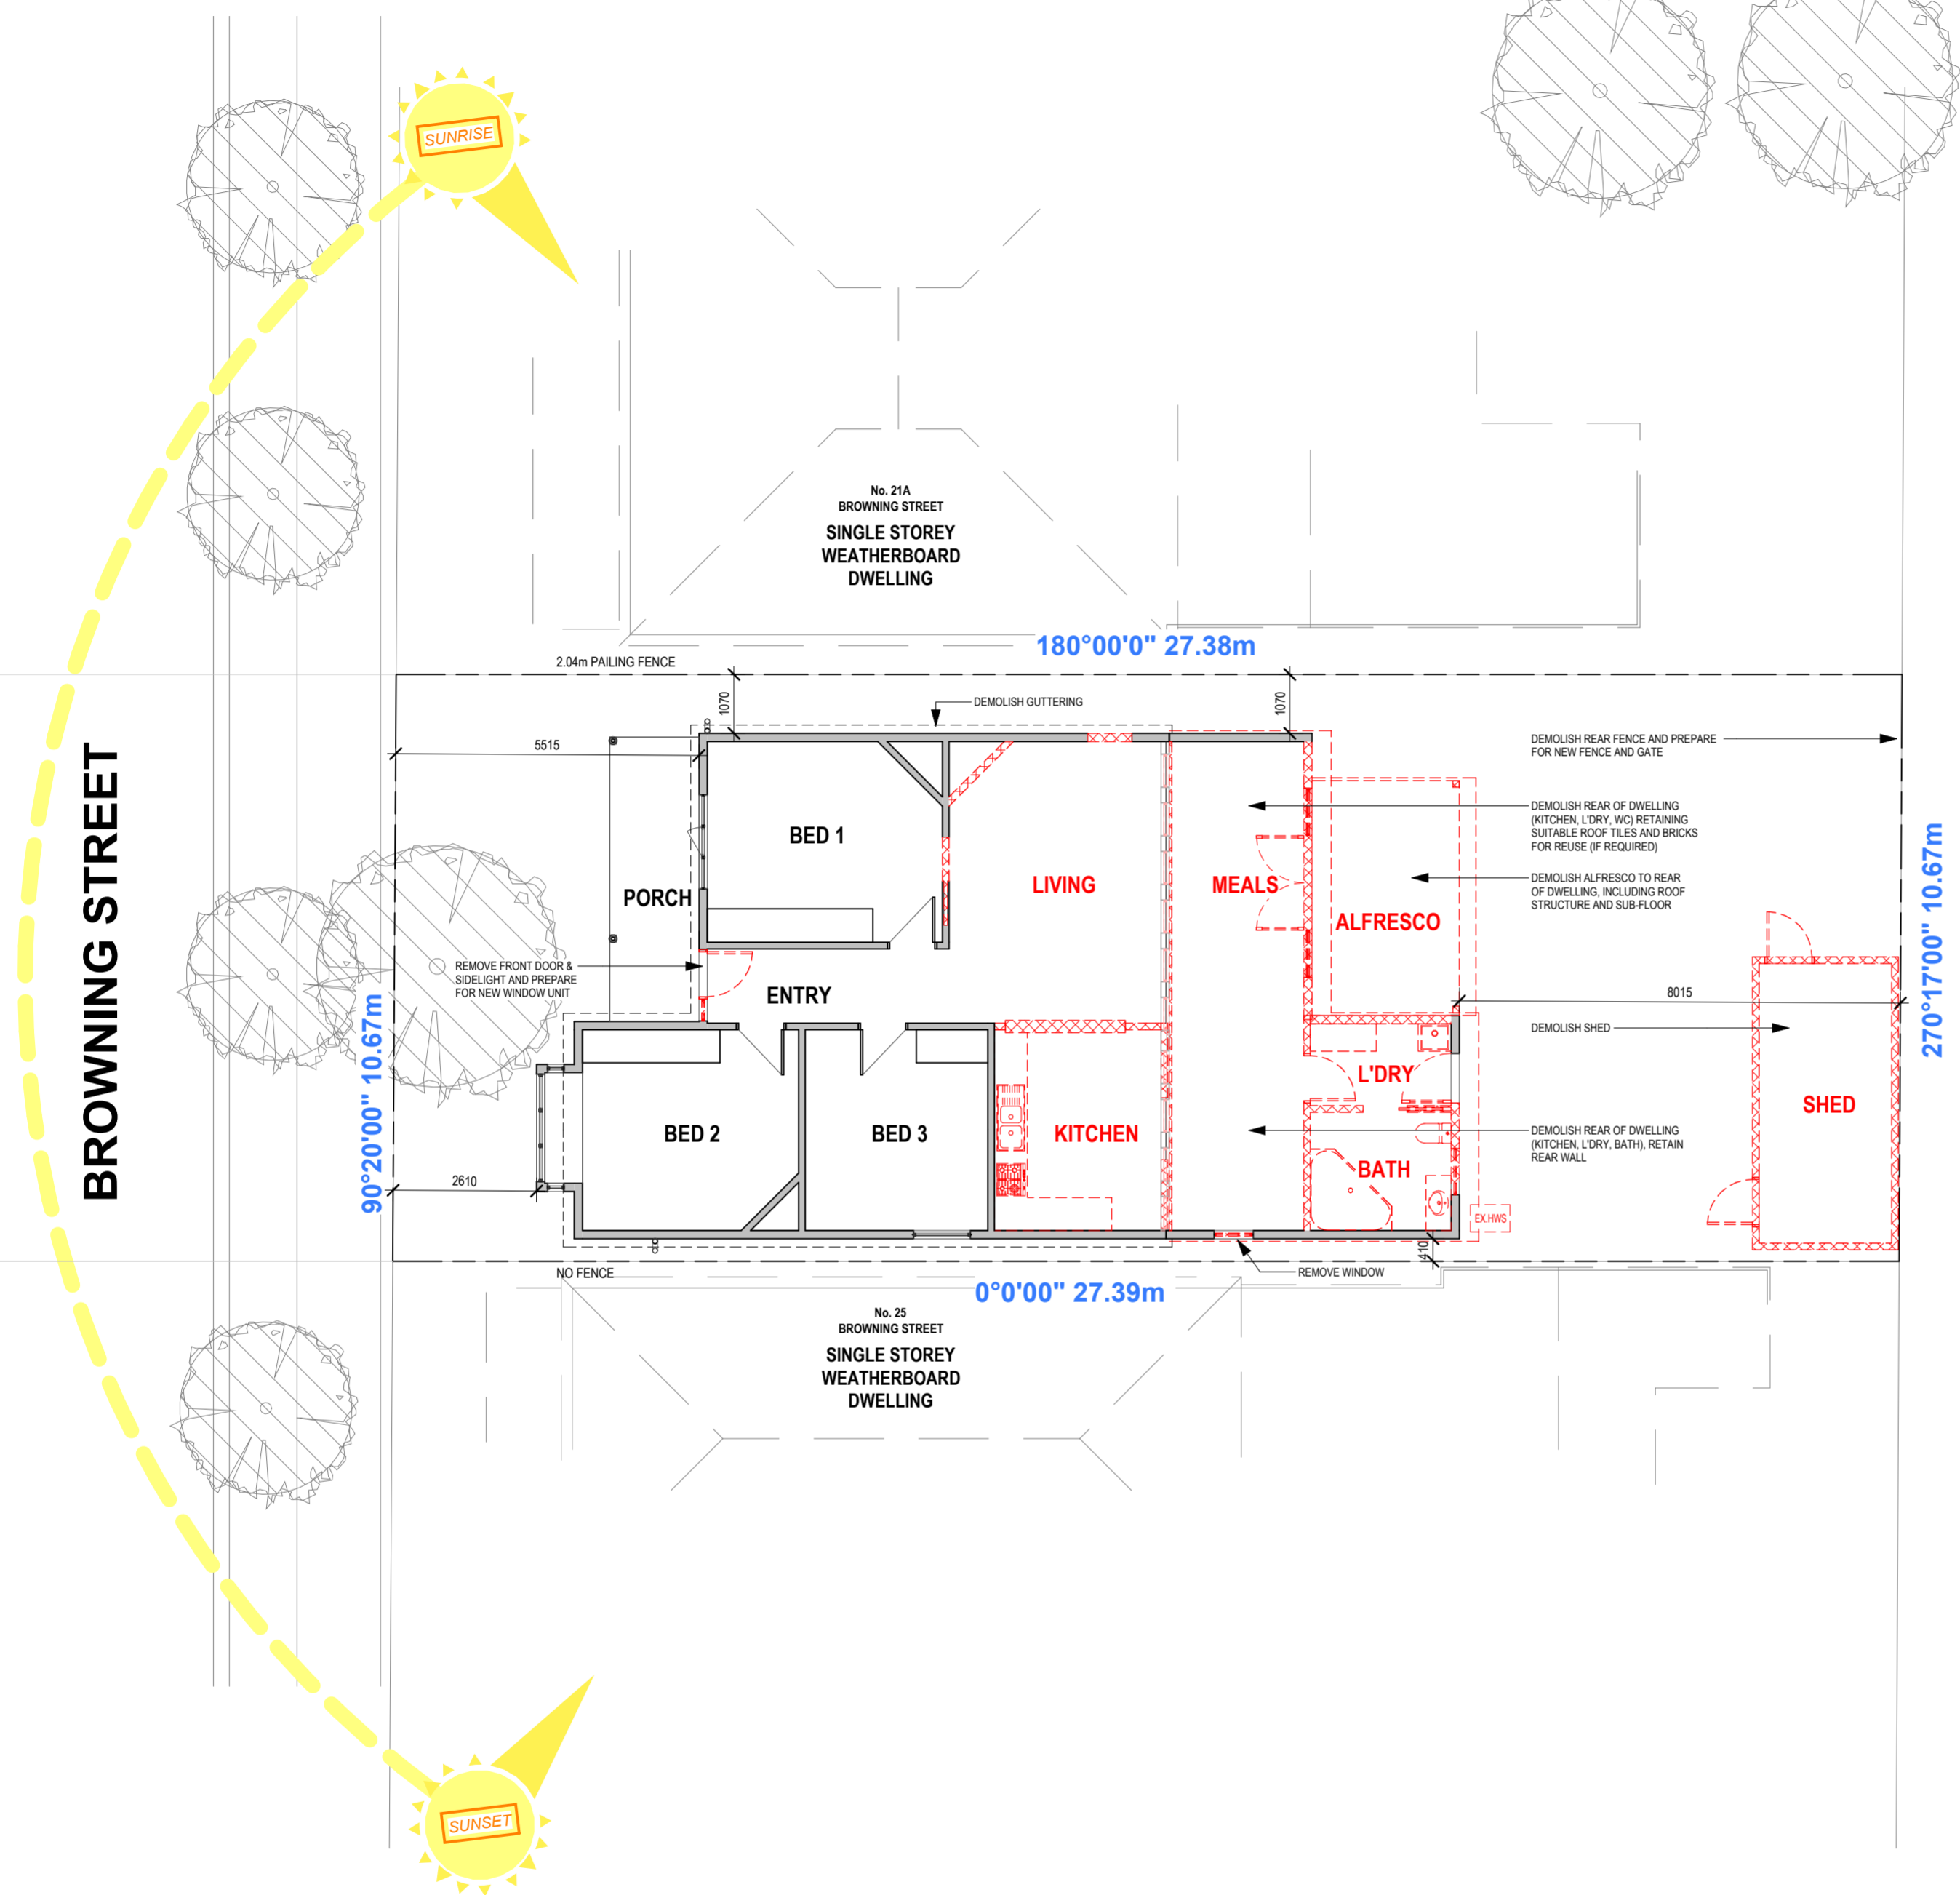 SUNRISE
No. 21A
BROWNING STREET
SINGLE STOREY
WEATHERBOARD
DWELLING
180°00'0" 27.38m
2.04m PAILING FENCE
1070
1070
DEMOLISH GUTTERING
5515
DEMOLISH REAR FENCE AND PREPARE
FOR NEW FENCE AND GATE
DEMOLISH REAR OF DWELLING
(KITCHEN, L'DRY, WC) RETAINING
SUITABLE ROOF TILES AND BRICKS
FOR REUSE (IF REQUIRED)
BED 1
LIVING
MEALS
DEMOLISH ALFRESCO TO REAR
OF DWELLING, INCLUDING ROOF
STRUCTURE AND SUB-FLOOR
PORCH
ALFRESCO
270°17'00" 10.67m
BROWNING STREET
REMOVE FRONT DOOR &
SIDELIGHT AND PREPARE
FOR NEW WINDOW UNIT
ENTRY
8015
DEMOLISH SHED
90°20'00" 10.67m
L'DRY
SHED
BED 2
BED 3
KITCHEN
DEMOLISH REAR OF DWELLING
(KITCHEN, L'DRY, BATH), RETAIN
REAR WALL
BATH
2610
EX.HWS
410
NO FENCE
REMOVE WINDOW
0°0'00" 27.39m
No. 25
BROWNING STREET
SINGLE STOREY
WEATHERBOARD
DWELLING
SUNSET